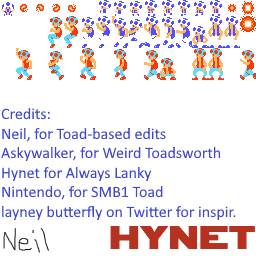 Credits:
Neil, for Toad-based edits
Askywalker, for Weird Toadsworth
Hynet for Always Lanky
Nintendo, for SMB1 Toad
layney butterfly on Twitter for inspir.
Neil HYNET